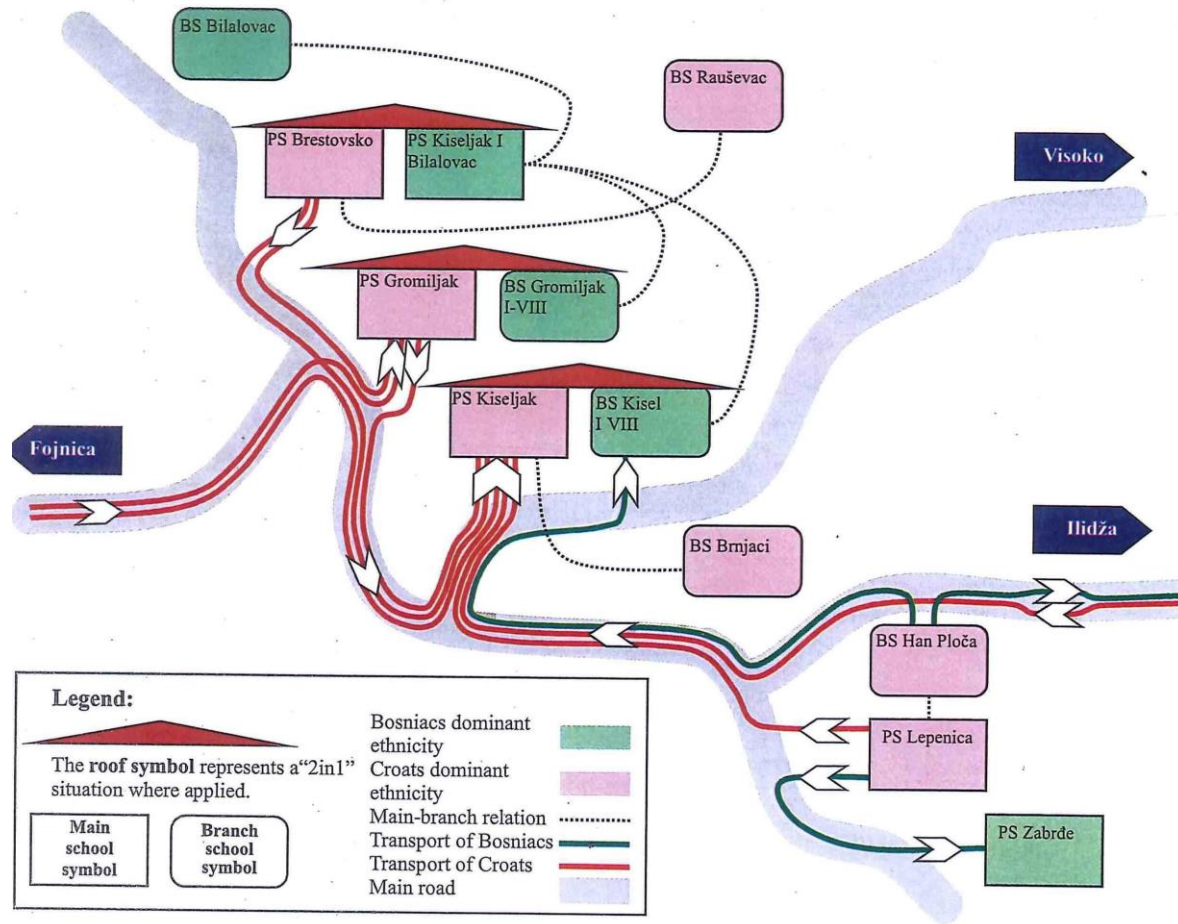 BS Bilalovac
BS Rauševac
PS Brestovsko
PS Kiseljak I
Bilalovac
Visoko
PS Gromiljak
BS Gromiljak
I-VIII
PS Kiseljak
BS Kisel
I VIII
Fojnica
BS Brnjaci
Ilidža
BS Han Ploča
PS Lepenica
PS Zabrđe
Legend:
The roof symbol represents a“2in1”
situation where applied.
Main
school
symbol
Branch
school
symbol
Bosniacs dominant
ethnicity
Croats dominant
ethnicity
Main-branch relation
Transport of Bosniacs
Transport of Croats
Main road